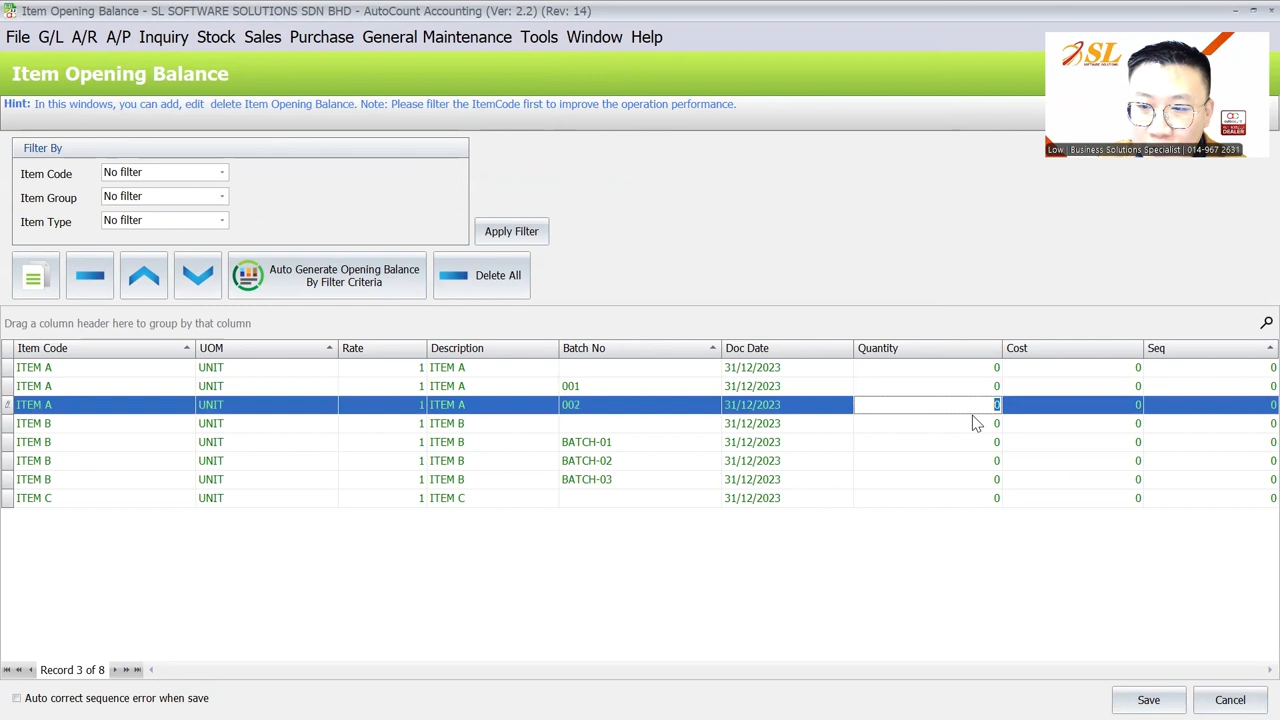 Item Opening Balance - SL SOFTWARE SOLUTIONS SDN BHD - AutoCount Accounting (Ver: 2.2) (Rev: 14)
File G/L A/R A/P Inquiry Stock Sales Purchase General Maintenance Tools Window Help
Item Opening Balance
SL
Hint: In this windows, you can add, edit delete Item Opening Balance. Note: Please filter the ItemCode first to improve the operation performance.
DEALER
Low | Business Solutions Specialist | 014-967 2631
Filter By
Item Code No filter
Item Group No filter
Item Type No filter
Apply Filter
Auto Generate Opening Balance
By Filter Criteria
Delete All
Drag a column header here to group by that column
Item Code UOM Rate Description Batch No Doc Date Quantity Cost Seq
ITEM A UNIT 1 ITEM A 31/12/2023 0 0 0
ITEM A UNIT 1 ITEM A 001 31/12/2023 0 0 0
ITEM A UNIT 1 ITEM A 002 31/12/2023 0 0 0
ITEM B UNIT 1 ITEM B 31/12/2023 0 0 0
ITEM B UNIT 1 ITEM B BATCH-01 31/12/2023 0 0 0
ITEM B UNIT 1 ITEM B BATCH-02 31/12/2023 0 0 0
ITEM B UNIT 1 ITEM B BATCH-03 31/12/2023 0 0 0
ITEM C UNIT 1 ITEM C 31/12/2023 0 0 0
Record 3 of 8
Auto correct sequence error when save
Save
Cancel